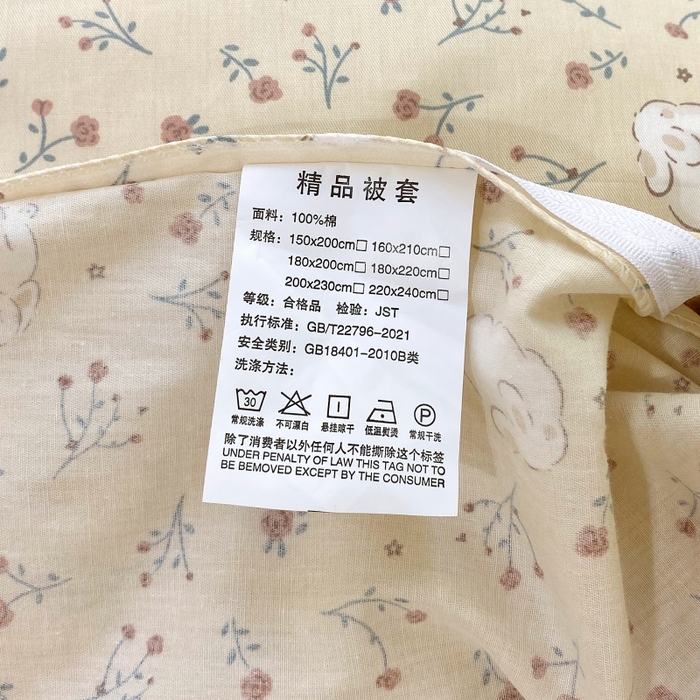 精品被套
面料：100%棉
规格：150x200cm□ 160x210cm□
180x200cm□ 180x220cm□
200x230cm□ 220x240cm□
等级：合格品 检验：JST
执行标准：GB/T22796-2021
安全类别：GB18401-2010B类
洗涤方法：
30 P
常规洗涤 不可漂白 悬挂晾干 低温熨烫 常规干洗
除了消费者以外任何人不能撕除这个标签
UNDER PENALTY OF LAW THIS TAG NOT TO
BE BEMOVED EXCEPT BY THE CONSUMER